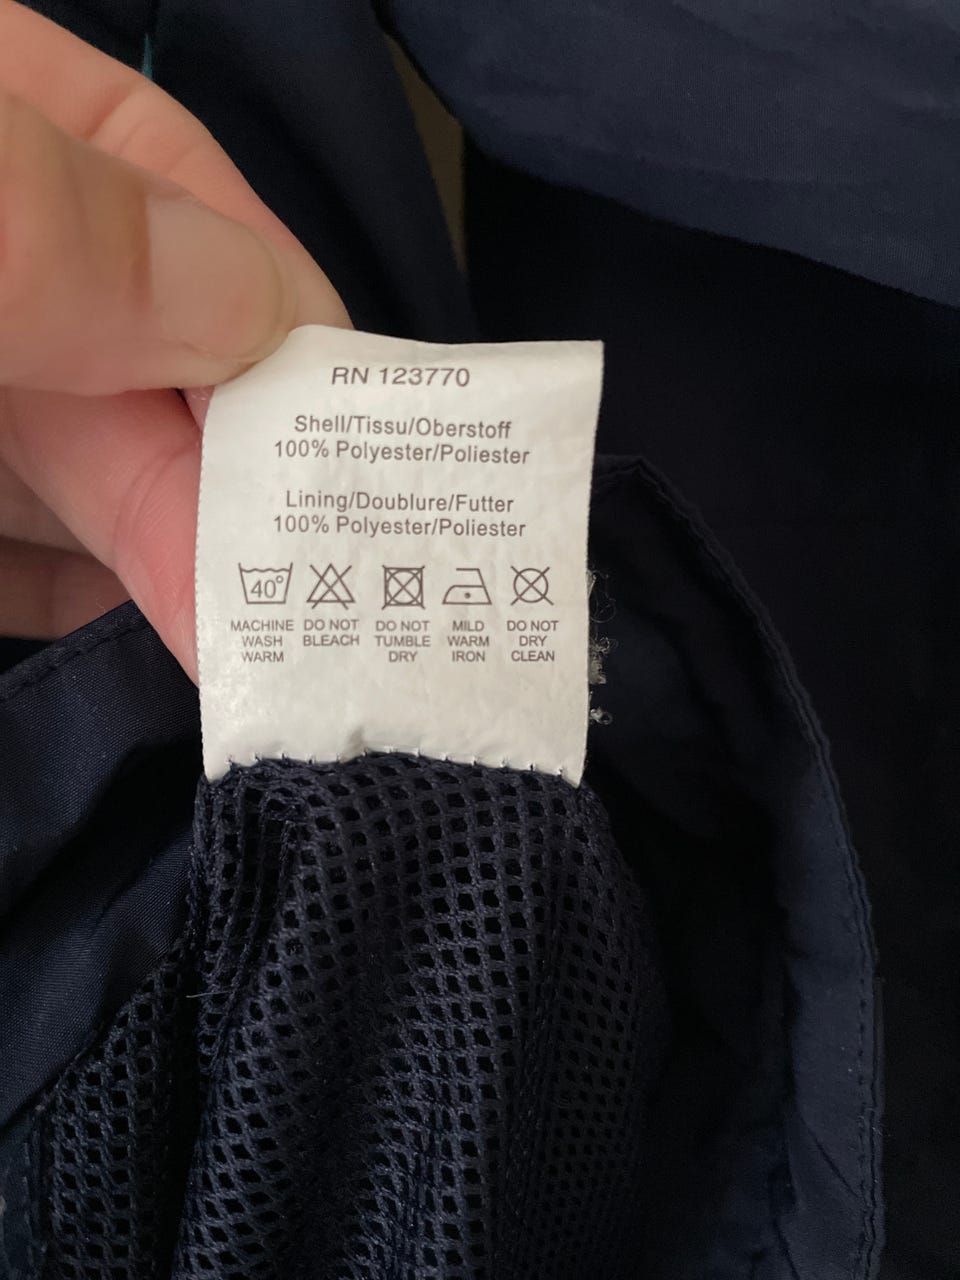 RN 123770
Shell/Tissu/Oberstoff
100% Polyester/Poliester
Lining/Doublure/Futter
100% Polyester/Poliester
40°
MACHINE WASH WARM
DO NOT BLEACH
DO NOT TUMBLE DRY
MILD WARM IRON
DO NOT DRY CLEAN